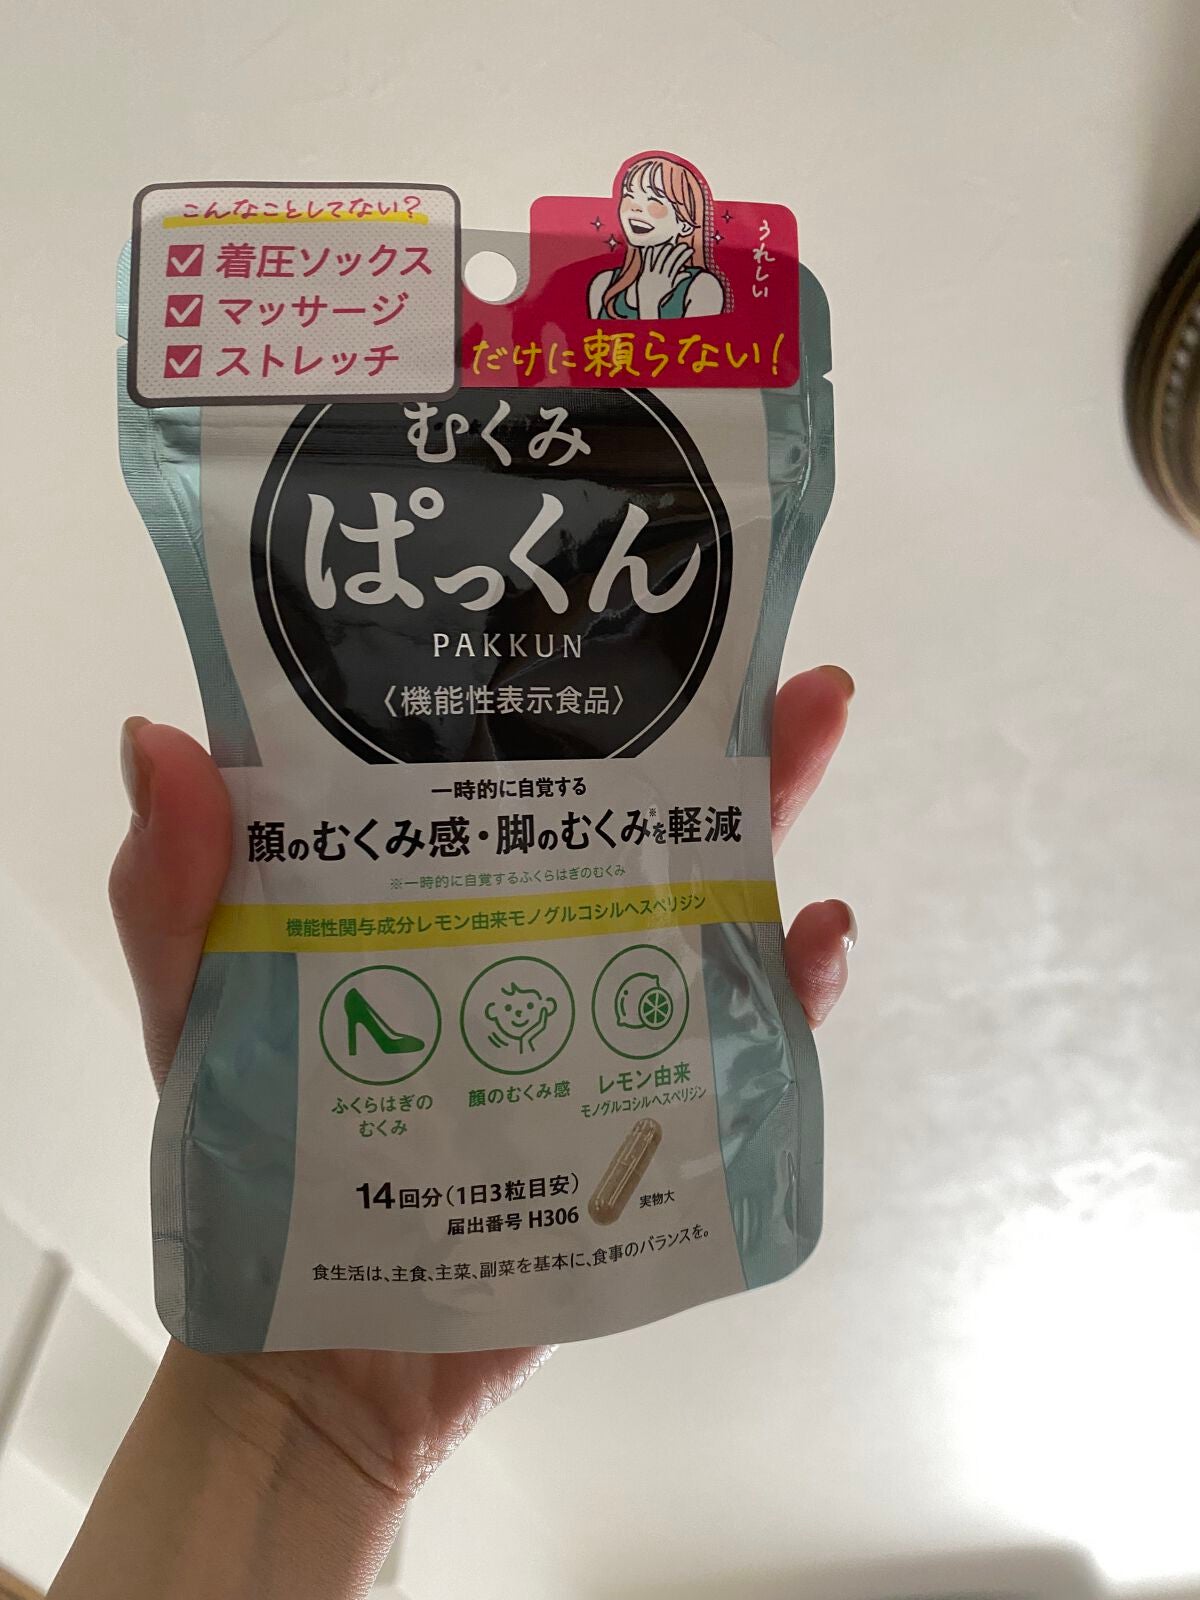 こんなことしてない?
着圧ソックス
マッサージ
ストレッチ
うれしい
だけに頼らない!
むくみ
ぱっくん
PAKKUN
〈機能性表示食品〉
一時的に自覚する
顔のむくみ感・脚のむくみ※を軽減
※一時的に自覚するふくらはぎのむくみ
機能性関与成分レモン由来モノグルコシルヘスペリジン
ふくらはぎの
むくみ
顔のむくみ感
レモン由来
モノグルコシルヘスペリジン
14回分(1日3粒目安)
届出番号 H306
実物大
食生活は、主食、主菜、副菜を基本に、食事のバランスを。